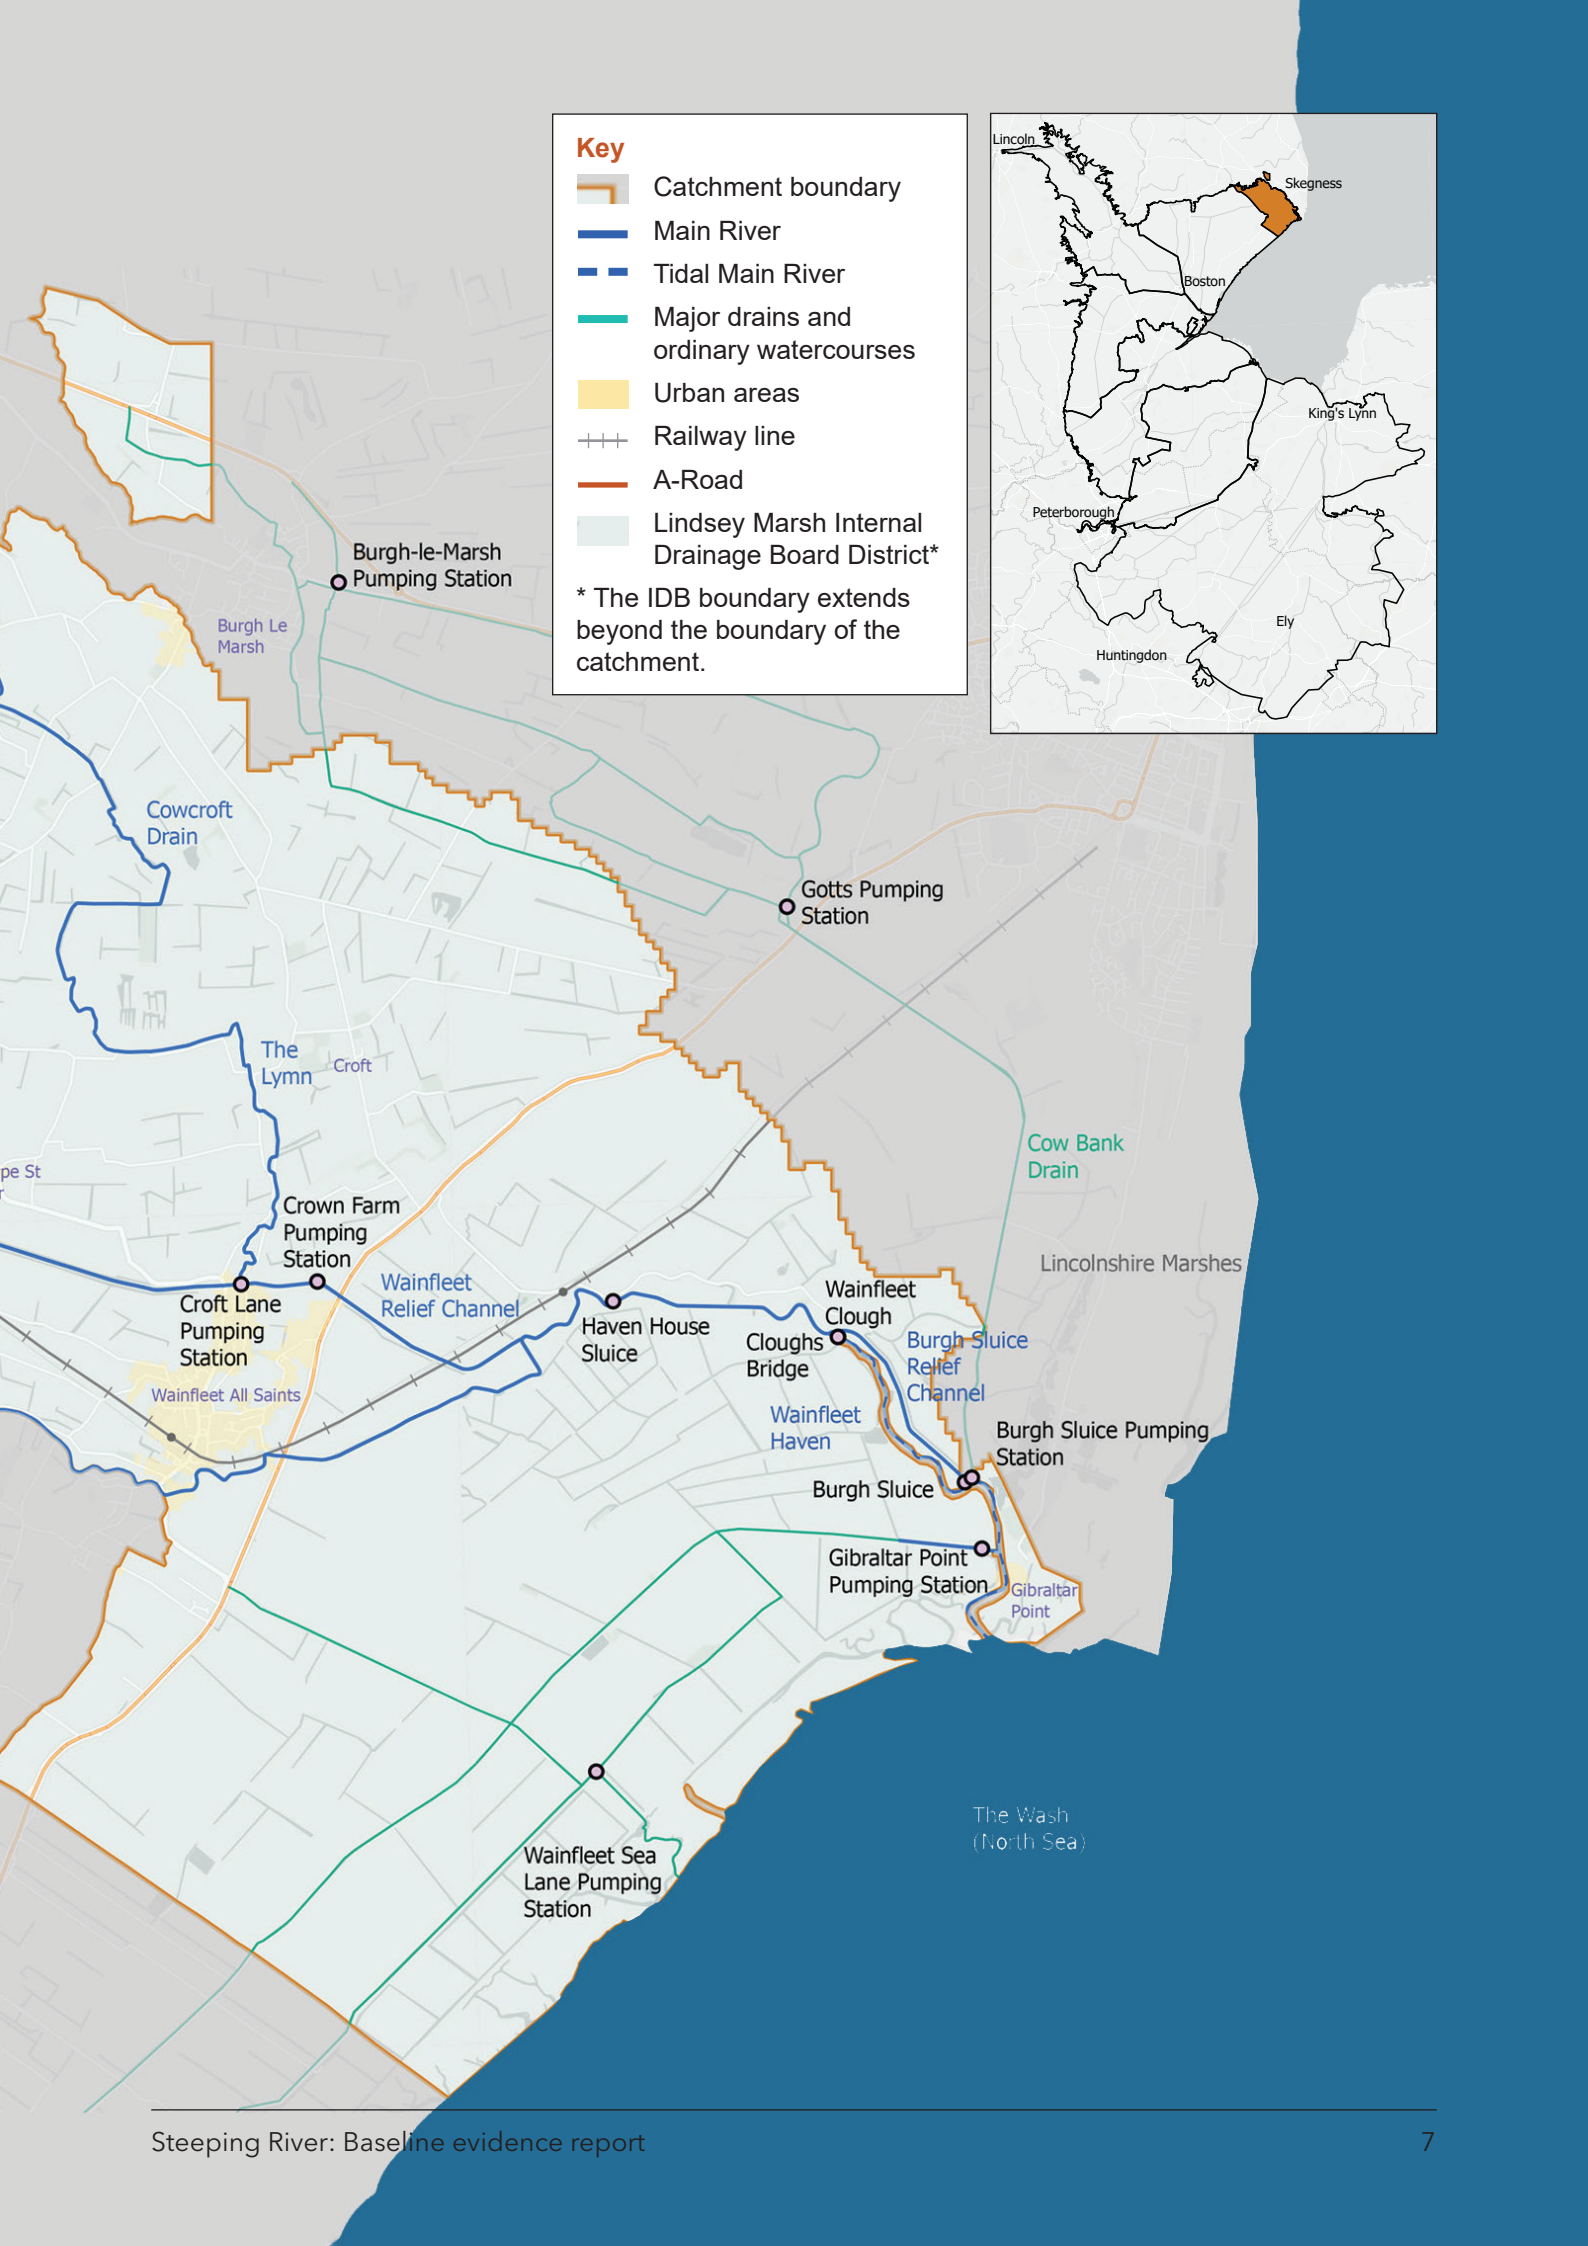 Key
Catchment boundary
Main River
Tidal Main River
Major drains and
ordinary watercourses
Urban areas
Railway line
A-Road
Lindsey Marsh Internal
Drainage Board District*
* The IDB boundary extends
beyond the boundary of the
catchment.
Lincoln
Skegness
Boston
King's Lynn
Peterborough
Ely
Huntingdon
Burgh-le-Marsh
Pumping Station
Burgh Le
Marsh
Cowcroft
Drain
Gotts Pumping
Station
The
Lymn
Croft
Cow Bank
Drain
pe St
r
Crown Farm
Pumping
Station
Lincolnshire Marshes
Wainfleet
Relief Channel
Croft Lane
Pumping
Station
Wainfleet All Saints
Haven House
Sluice
Wainfleet
Clough
Cloughs
Bridge
Burgh Sluice
Relief
Channel
Wainfleet
Haven
Burgh Sluice Pumping
Station
Burgh Sluice
Gibraltar Point
Pumping Station
Gibraltar
Point
The Wash
(North Sea)
Wainfleet Sea
Lane Pumping
Station
Steeping River: Baseline evidence report
7